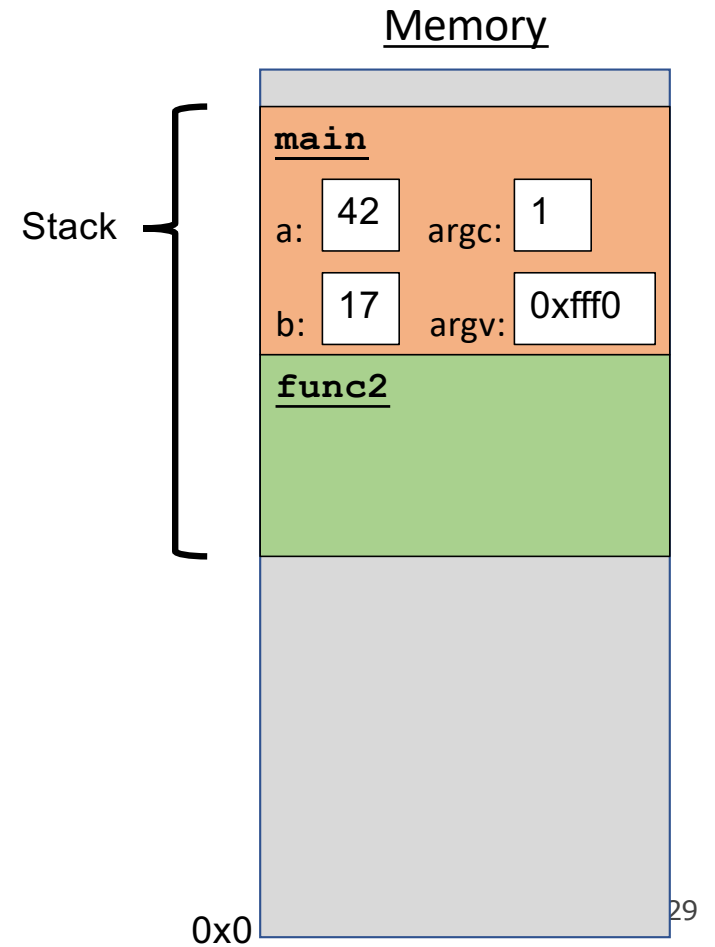 Memory
main
Stack
a: 42 argc: 1
b: 17 argv: 0xfff0
func2
29
0x0